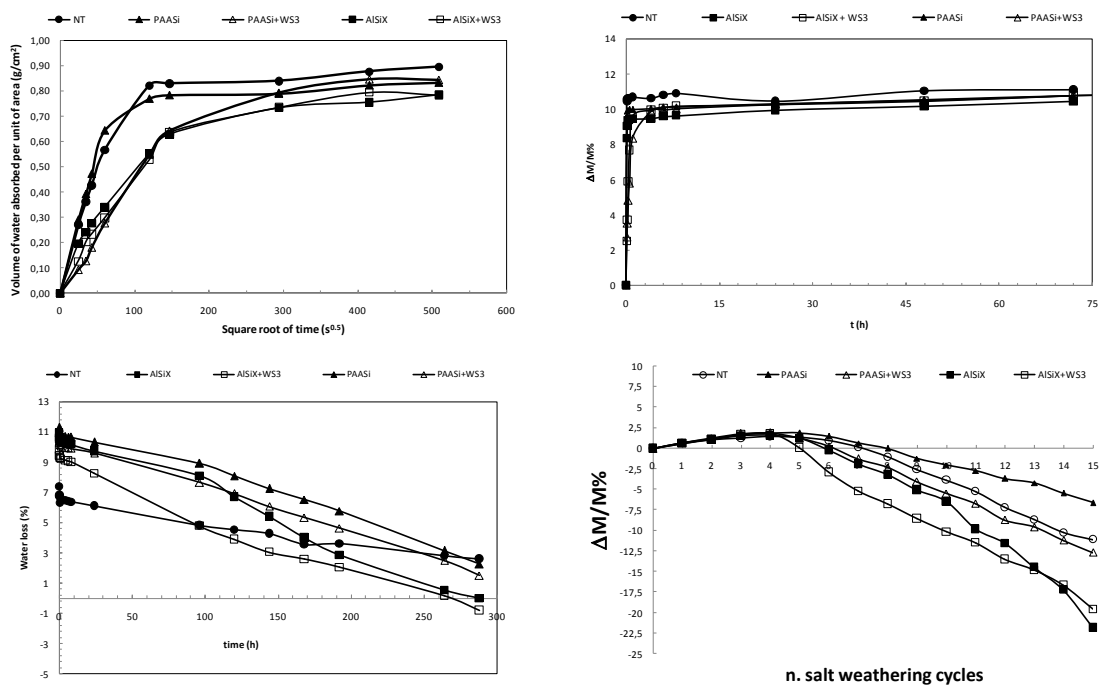 NT PAASi PAASi+WS3 AlSiX AlSiX+WS3
1,00
0,90
0,80
0,70
0,60
0,50
0,40
0,30
0,20
0,10
0,00
0 100 200 300 400 500 600
Volume of water absorbed per unit of area (g/cm²)
Square root of time (s⁰·⁵)
NT AlSiX AlSiX + WS3 PAASi PAASi+WS3
14
12
10
8
6
4
2
0
0 15 30 45 60 75
ΔM/M%
t (h)
NT AlSiX AlSiX+WS3 PAASi PAASi+WS3
13
11
9
7
5
3
1
-1
-3
-5
0 50 100 150 200 250 300
Water loss (%)
time (h)
NT PAASi PAASi+WS3 AlSiX AlSiX+WS3
10
7,5
5
2,5
0
-2,5
-5
-7,5
-10
-12,5
-15
-17,5
-20
-22,5
-25
0 1 2 3 4 5 6 7 8 9 10 11 12 13 14 15
ΔM/M%
n. salt weathering cycles